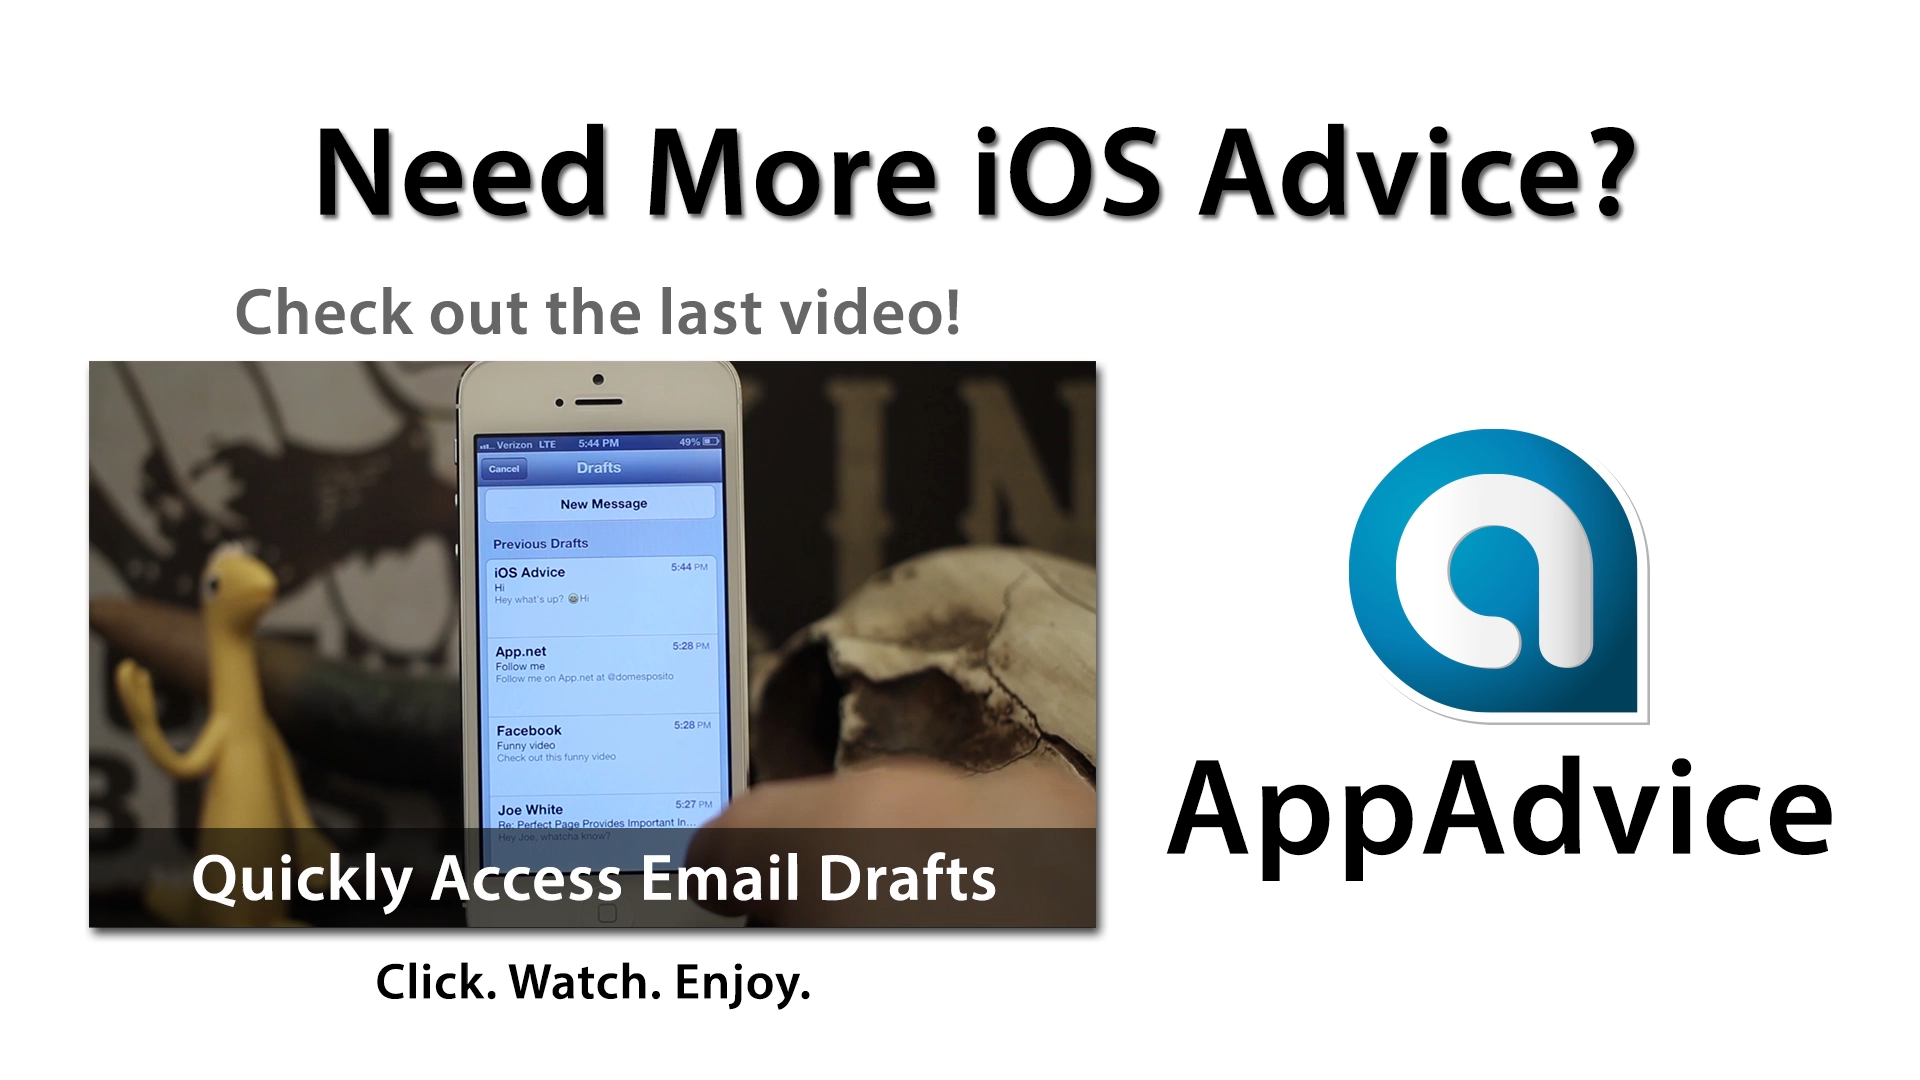 Need More iOS Advice?
Check out the last video!
Verizon LTE 5:44 PM 49%
Cancel Drafts
New Message
Previous Drafts
iOS Advice 5:44 PM
Hi
Hey what's up? 😀Hi
App.net 5:28 PM
Follow me
Follow me on App.net at @domesposito
Facebook 5:28 PM
Funny video
Check out this funny video
Joe White 5:27 PM
Re: Perfect Page Provides Important In...
Hey Joe, whatcha know?
Quickly Access Email Drafts
Click. Watch. Enjoy.
a
AppAdvice